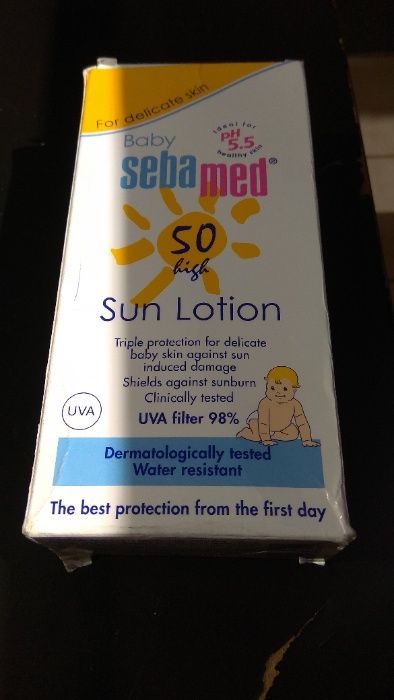 For delicate skin
Baby
ideal for
pH
5.5
healthy skin
sebamed®
50
high
Sun Lotion
Triple protection for delicate
baby skin against sun
induced damage
Shields against sunburn
Clinically tested
UVA
UVA filter 98%
Dermatologically tested
Water resistant
The best protection from the first day